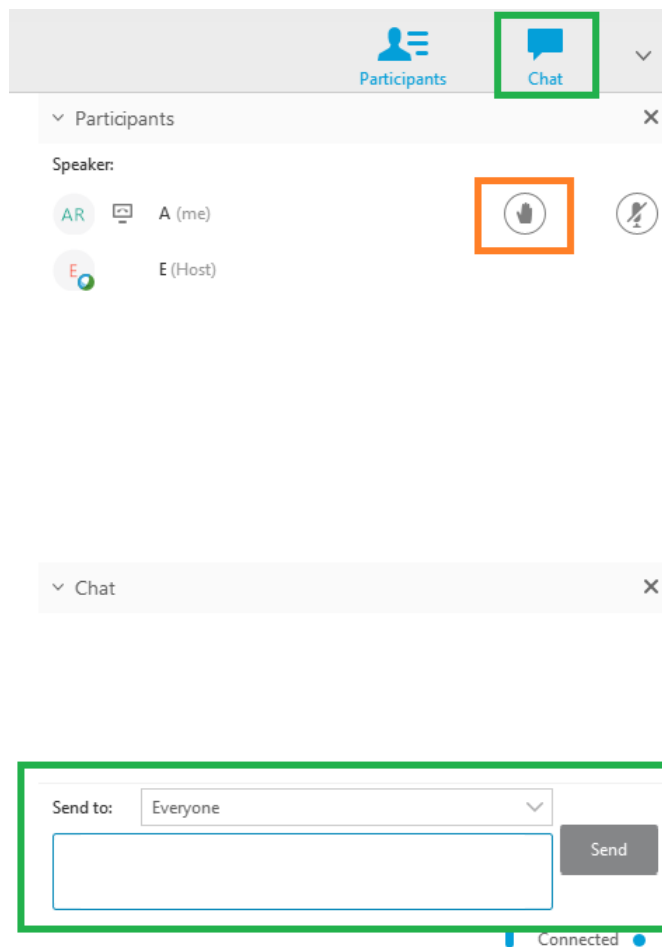 Participants Chat
Participants
Speaker:
AR A (me)
E E (Host)
Chat
Send to: Everyone
Send
Connected